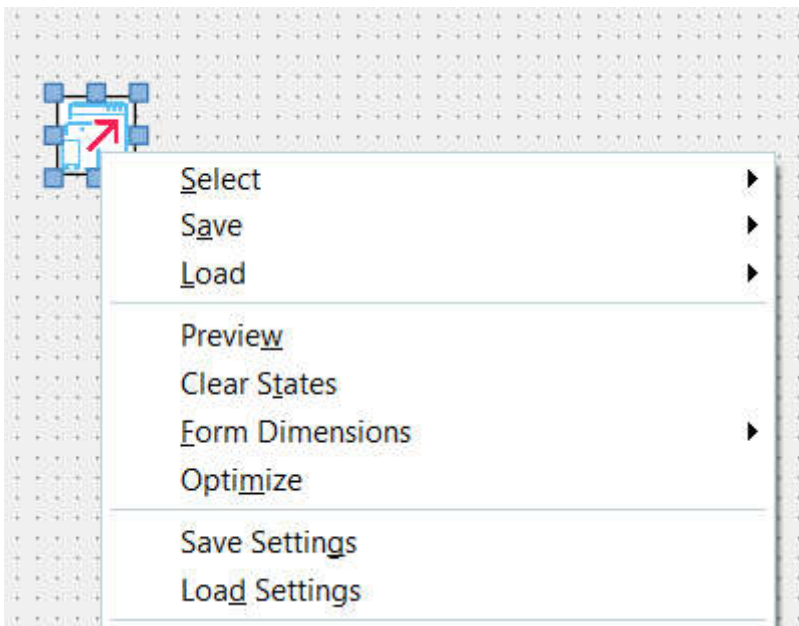 Select
Save
Load
Preview
Clear States
Form Dimensions
Optimize
Save Settings
Load Settings